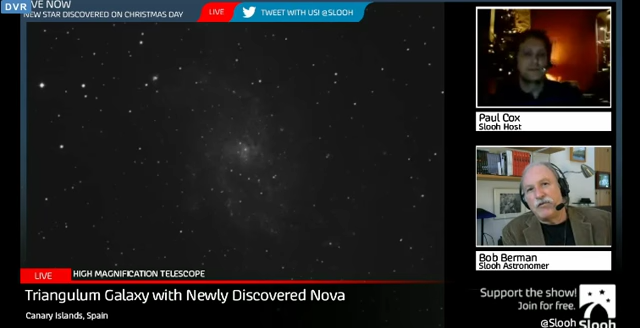 DVR
LIVE NOW
NEW STAR DISCOVERED ON CHRISTMAS DAY
LIVE
TWEET WITH US! @SLOOH
Paul Cox
Slooh Host
Bob Berman
Slooh Astronomer
LIVE
HIGH MAGNIFICATION TELESCOPE
Triangulum Galaxy with Newly Discovered Nova
Canary Islands, Spain
Support the show!
Join for free.
@Slooh
Slooh